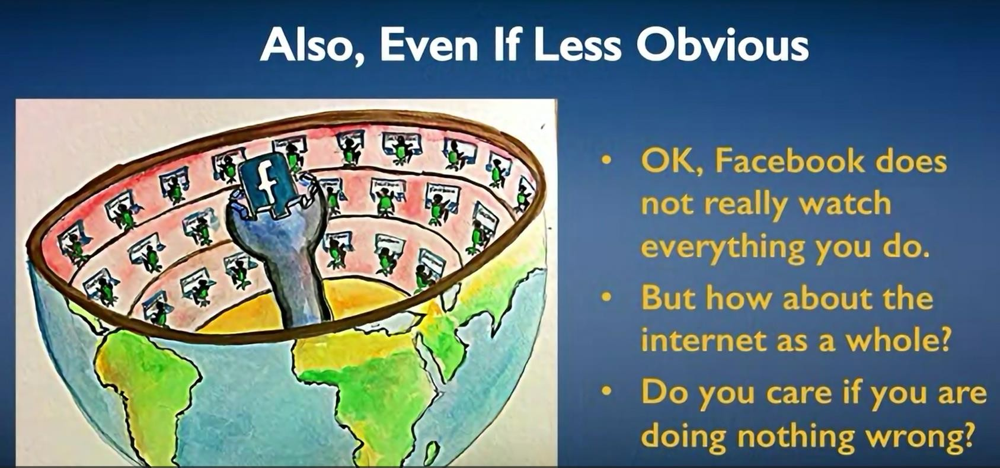 Also, Even If Less Obvious
f
• OK, Facebook does
not really watch
everything you do.
• But how about the
internet as a whole?
• Do you care if you are
doing nothing wrong?